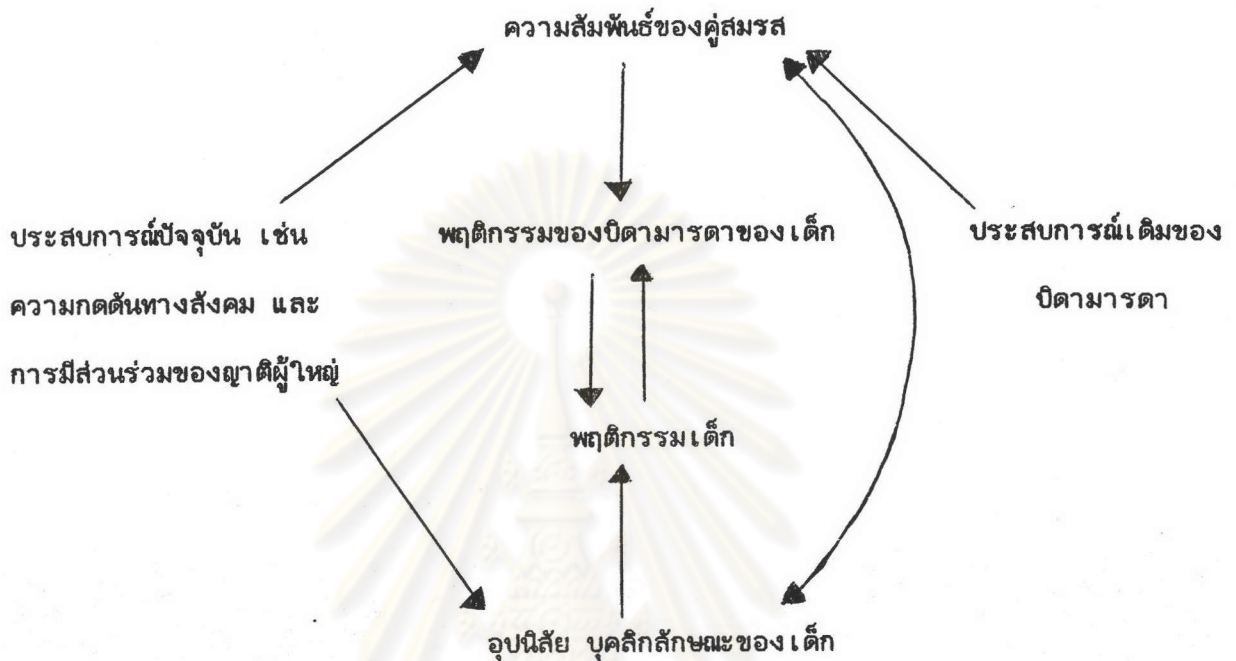 ความสัมพันธ์ของคู่สมรส
ประสบการณ์ปัจจุบัน เช่น
ความกดดันทางสังคม และ
การมีส่วนร่วมของญาติผู้ใหญ่
พฤติกรรมของบิดามารดาของเด็ก
ประสบการณ์เดิมของ
บิดามารดา
พฤติกรรมเด็ก
อุปนิสัย บุคลิกลักษณะของเด็ก